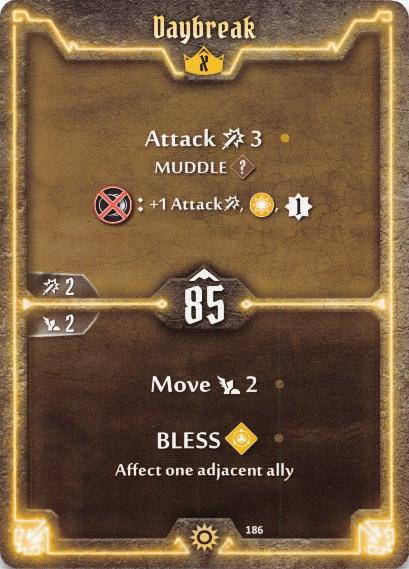 Daybreak
X
Attack 3
MUDDLE ?
: +1 Attack, , 1
2
85
2
Move 2
BLESS
Affect one adjacent ally
186